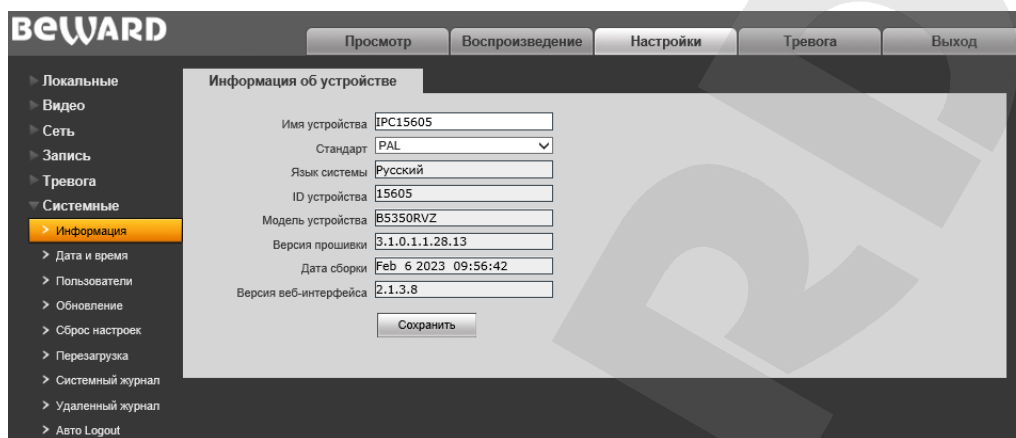 BEWARD
Просмотр Воспроизведение Настройки Тревога Выход
Локальные
Видео
Сеть
Запись
Тревога
Системные
Информация
Дата и время
Пользователи
Обновление
Сброс настроек
Перезагрузка
Системный журнал
Удаленный журнал
Авто Logout
Информация об устройстве
Имя устройства IPC15605
Стандарт PAL
Язык системы Русский
ID устройства 15605
Модель устройства B5350RVZ
Версия прошивки 3.1.0.1.1.28.13
Дата сборки Feb 6 2023 09:56:42
Версия веб-интерфейса 2.1.3.8
Сохранить